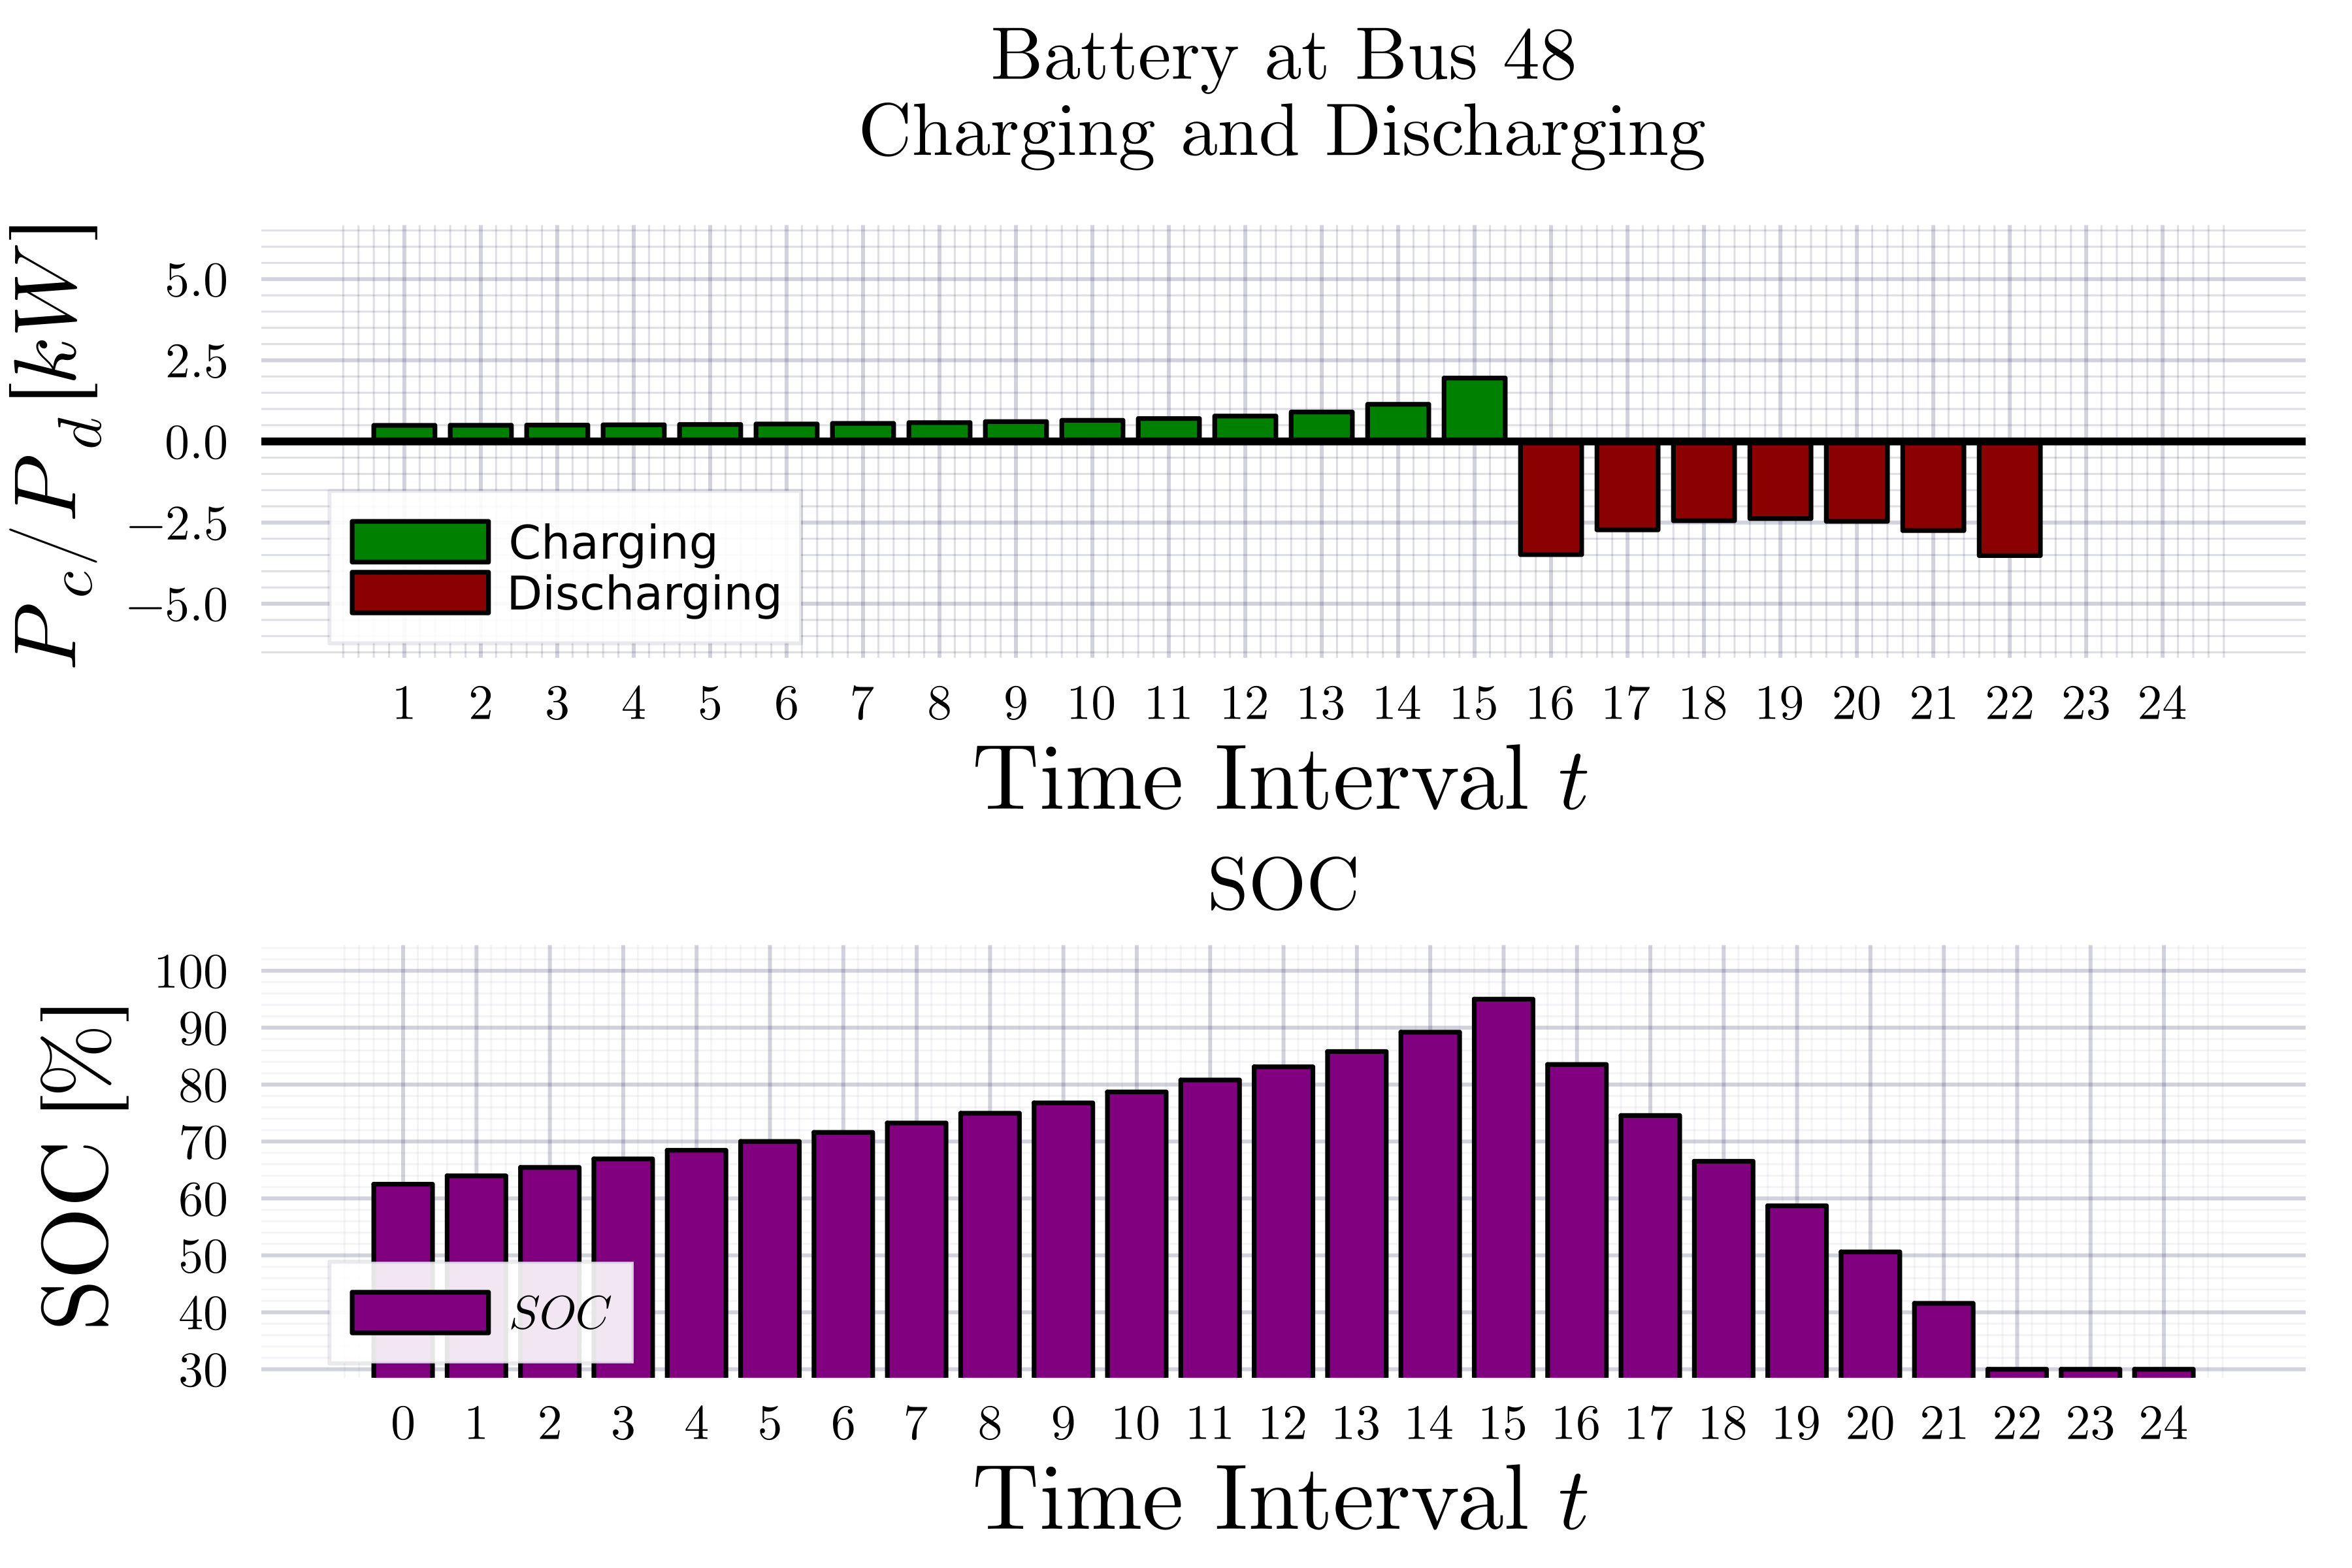 Battery at Bus 48
Charging and Discharging
P_c/P_d [kW]
5.0
2.5
0.0
−2.5
−5.0
Charging
Discharging
1 2 3 4 5 6 7 8 9 10 11 12 13 14 15 16 17 18 19 20 21 22 23 24
Time Interval t
SOC
SOC [%]
100
90
80
70
60
50
40
30
SOC
0 1 2 3 4 5 6 7 8 9 10 11 12 13 14 15 16 17 18 19 20 21 22 23 24
Time Interval t